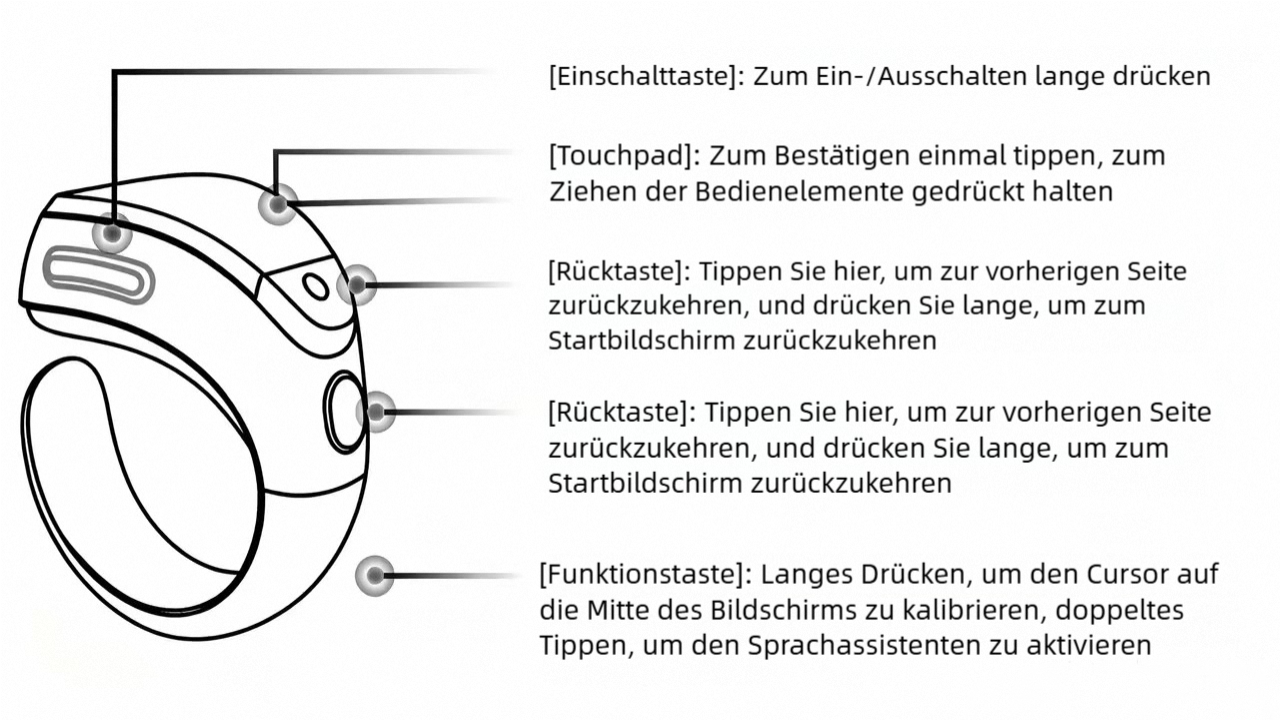 [Einschalttaste]: Zum Ein-/Ausschalten lange drücken
[Touchpad]: Zum Bestätigen einmal tippen, zum
Ziehen der Bedienelemente gedrückt halten
[Rücktaste]: Tippen Sie hier, um zur vorherigen Seite
zurückzukehren, und drücken Sie lange, um zum
Startbildschirm zurückzukehren
[Rücktaste]: Tippen Sie hier, um zur vorherigen Seite
zurückzukehren, und drücken Sie lange, um zum
Startbildschirm zurückzukehren
[Funktionstaste]: Langes Drücken, um den Cursor auf
die Mitte des Bildschirms zu kalibrieren, doppeltes
Tippen, um den Sprachassistenten zu aktivieren